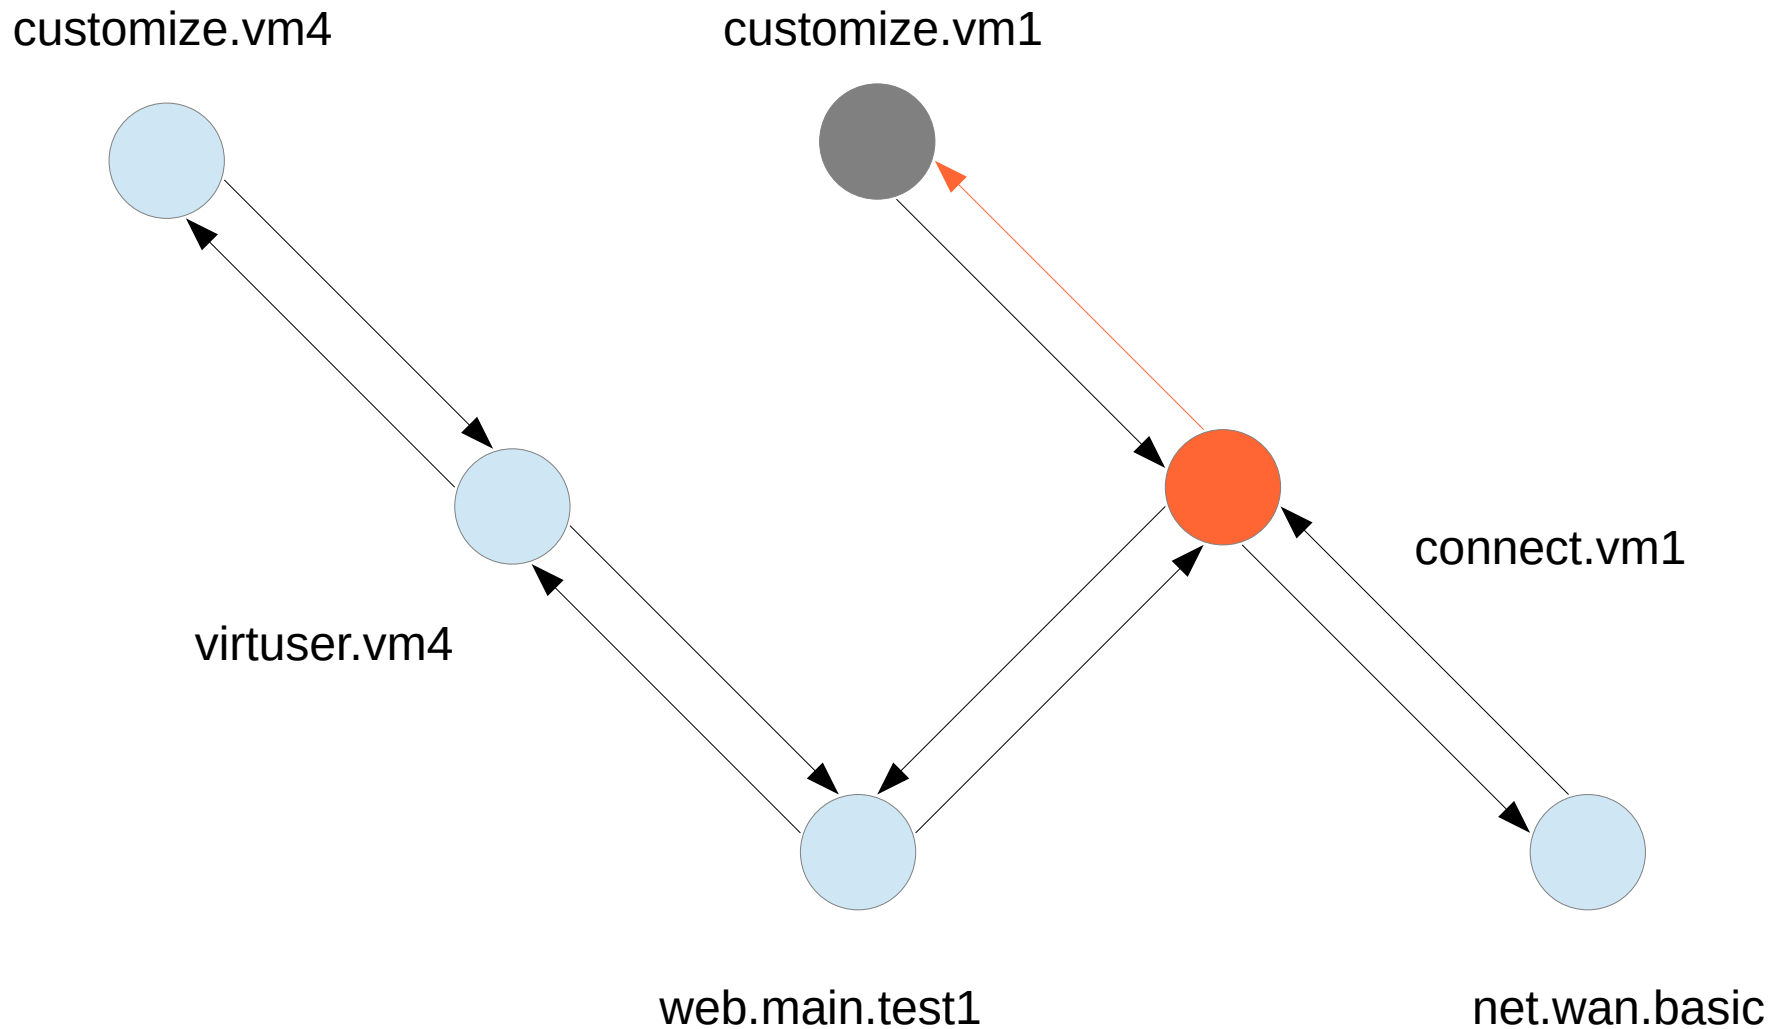 customize.vm4
customize.vm1
connect.vm1
virtuser.vm4
web.main.test1
net.wan.basic